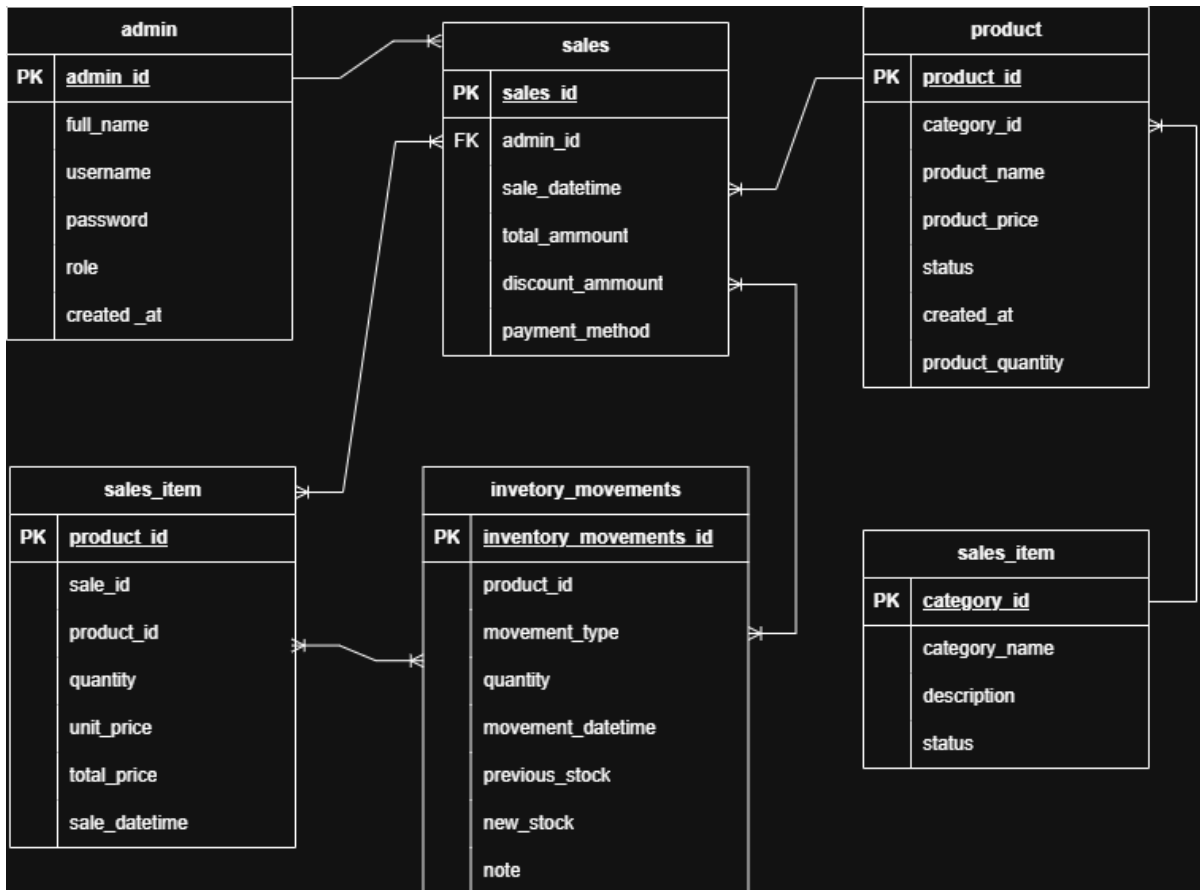 admin
PK admin_id
full_name
username
password
role
created _at
sales
PK sales_id
FK admin_id
sale_datetime
total_ammount
discount_ammount
payment_method
product
PK product_id
category_id
product_name
product_price
status
created_at
product_quantity
sales_item
PK product_id
sale_id
product_id
quantity
unit_price
total_price
sale_datetime
invetory_movements
PK inventory_movements_id
product_id
movement_type
quantity
movement_datetime
previous_stock
new_stock
note
sales_item
PK category_id
category_name
description
status